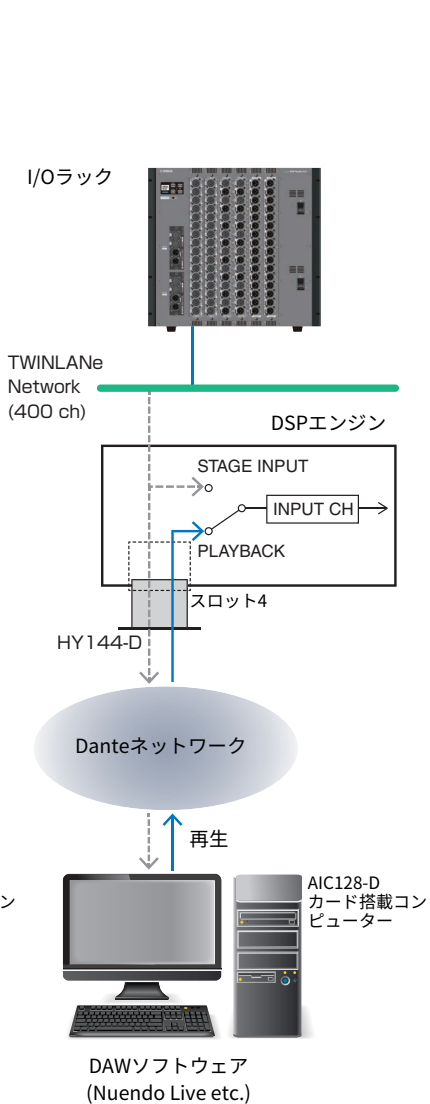 I/Oラック
TWINLANe
Network
(400 ch)
DSPエンジン
STAGE INPUT
INPUT CH
PLAYBACK
スロット4
HY144-D
Danteネットワーク
再生
ン
AIC128-D
カード搭載コン
ピューター
DAWソフトウェア
(Nuendo Live etc.)